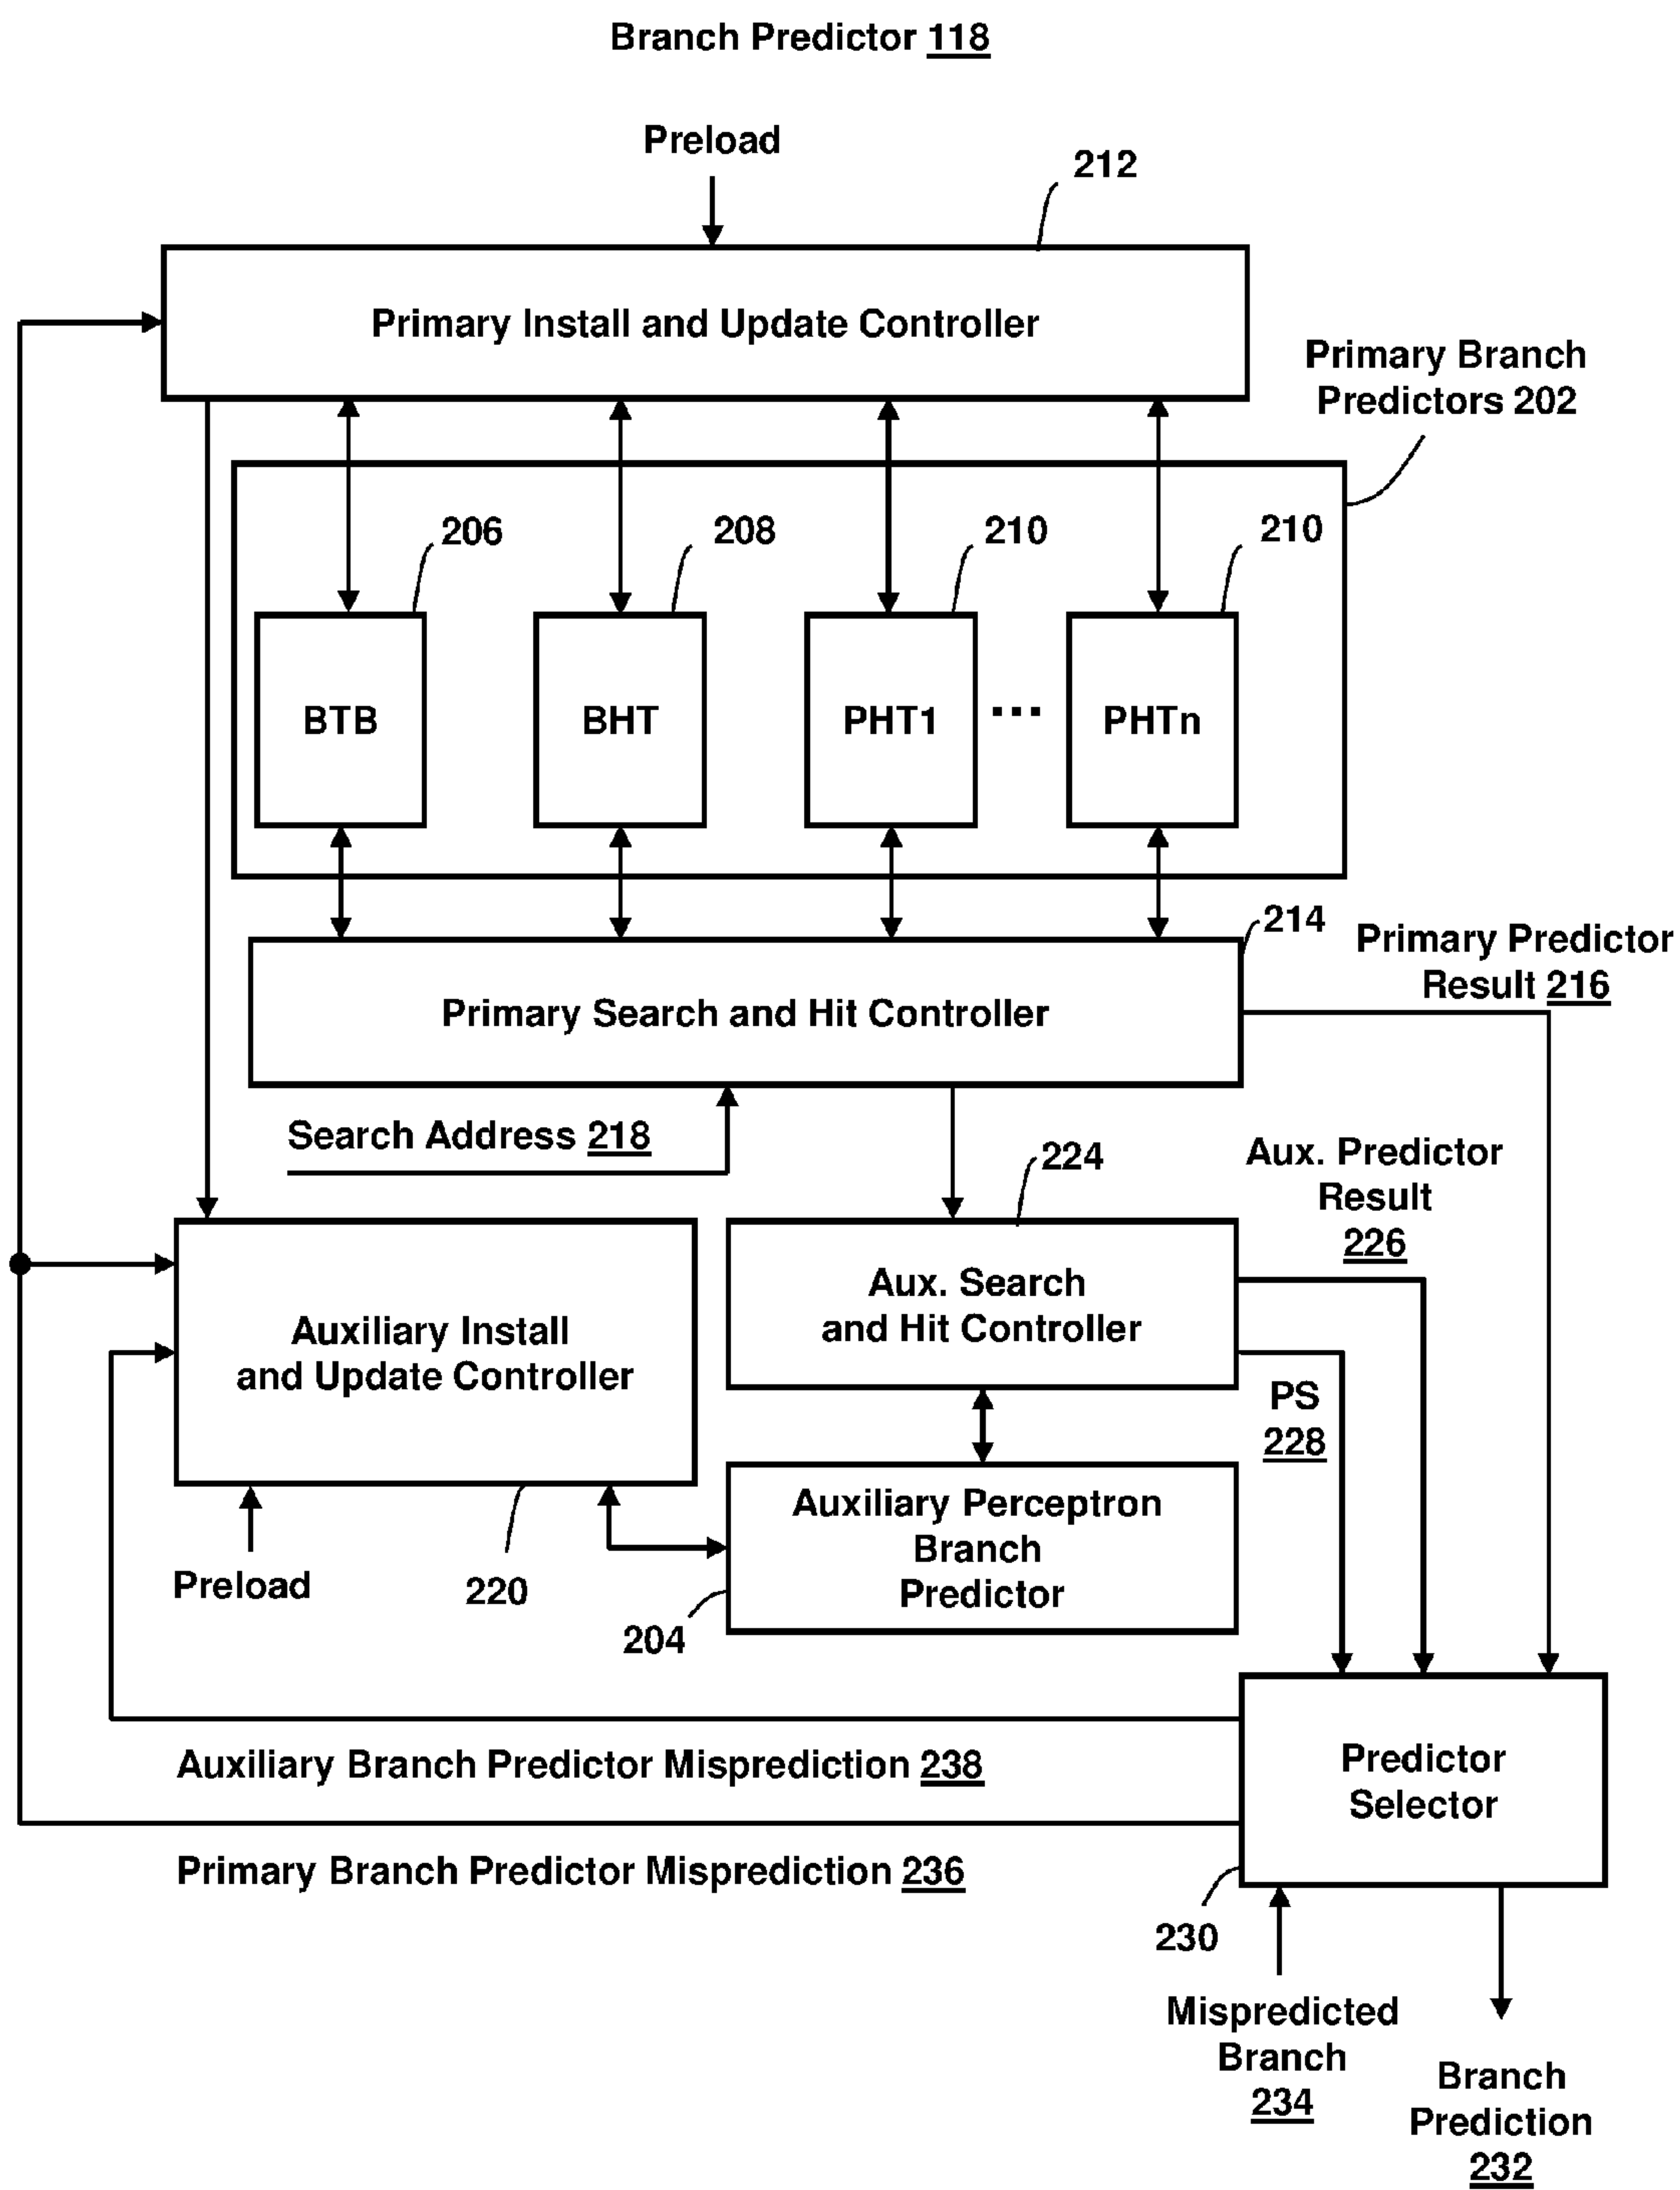 Branch Predictor 118
Preload
212
Primary Install and Update Controller
Primary Branch
Predictors 202
206
208
210
210
BTB
BHT
PHT1
...
PHTn
214
Primary Predictor
Result 216
Primary Search and Hit Controller
Search Address 218
224
Aux. Predictor
Result
226
Aux. Search
and Hit Controller
Auxiliary Install
and Update Controller
PS
228
Auxiliary Perceptron
Branch
Predictor
Preload
220
204
Predictor
Selector
Auxiliary Branch Predictor Misprediction 238
Primary Branch Predictor Misprediction 236
230
Mispredicted
Branch
234
Branch
Prediction
232